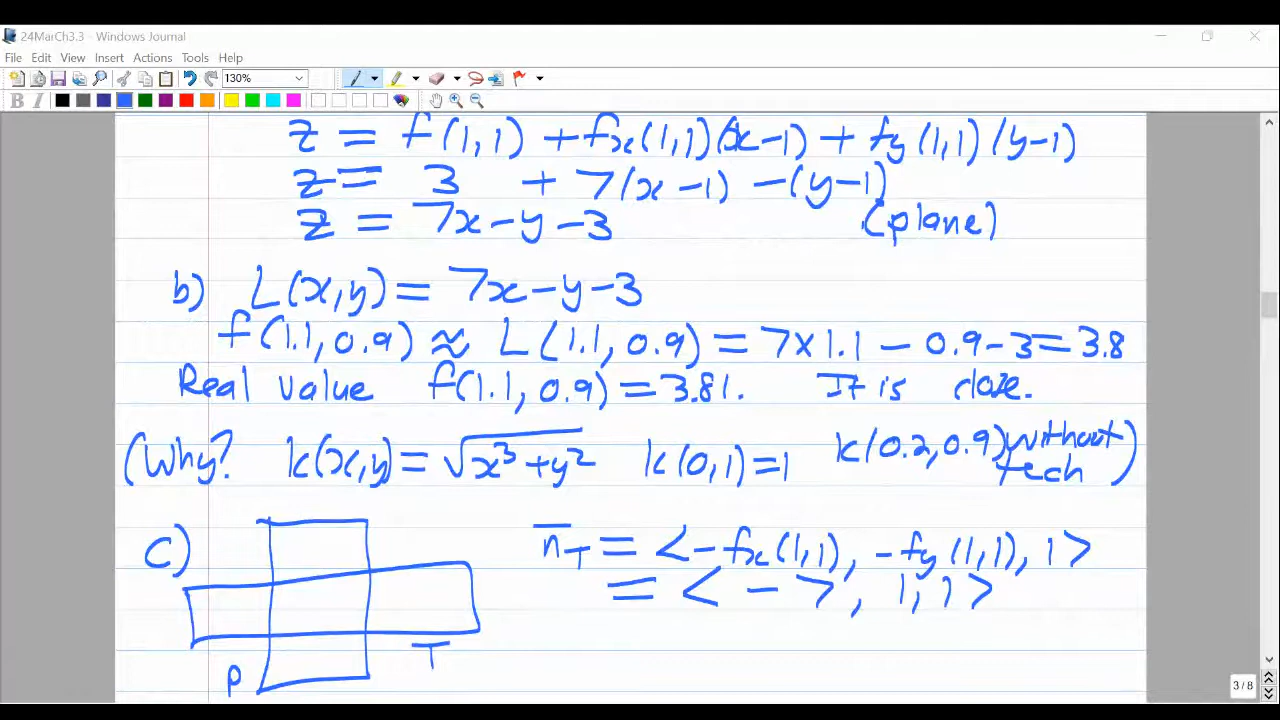 24MarCh3.3 - Windows Journal
File Edit View Insert Actions Tools Help
130%
B I
z = f(1,1) + fx(1,1)(x-1) + fy(1,1)(y-1)
z = 3 + 7(x-1) -(y-1)
z = 7x-y-3 (plane)
b) L(x,y) = 7x-y-3
f(1.1,0.9) ≈ L(1.1,0.9) = 7×1.1 - 0.9-3 = 3.8
Real value f(1.1,0.9) = 3.81. It is close.
(Why? k(x,y) = √x³+y² k(0,1)=1 k(0.2,0.9) without tech)
c) n̄T = <-fx(1,1), -fy(1,1), 1>
= <-7, 1, 1>
T
P
3 / 8